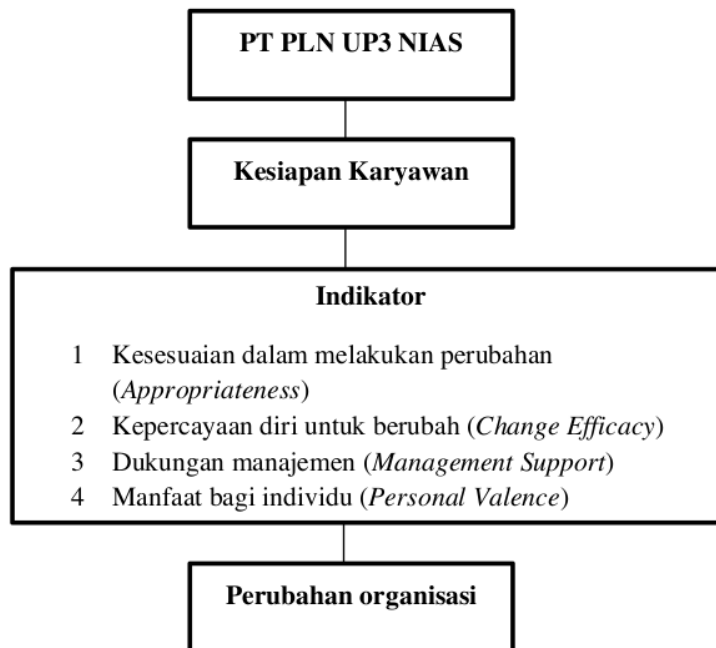 PT PLN UP3 NIAS
Kesiapan Karyawan
Indikator
1 Kesesuaian dalam melakukan perubahan
(Appropriateness)
2 Kepercayaan diri untuk berubah (Change Efficacy)
3 Dukungan manajemen (Management Support)
4 Manfaat bagi individu (Personal Valence)
Perubahan organisasi